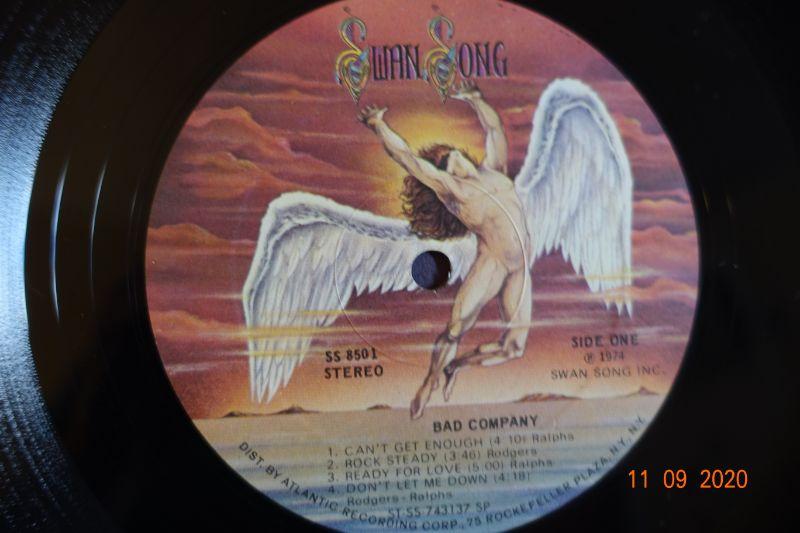 SWAN SONG
SS 8501
STEREO
SIDE ONE
℗ 1974
SWAN SONG INC.
BAD COMPANY
1. CAN'T GET ENOUGH (4:10) Ralphs
2. ROCK STEADY (3:46) Rodgers
3. READY FOR LOVE (5:00) Ralphs
4. DON'T LET ME DOWN (4:18)
Rodgers-Ralphs
ST-SS-743137 SP
DIST. BY ATLANTIC RECORDING CORP., 75 ROCKEFELLER PLAZA, N.Y., N.Y.
11 09 2020